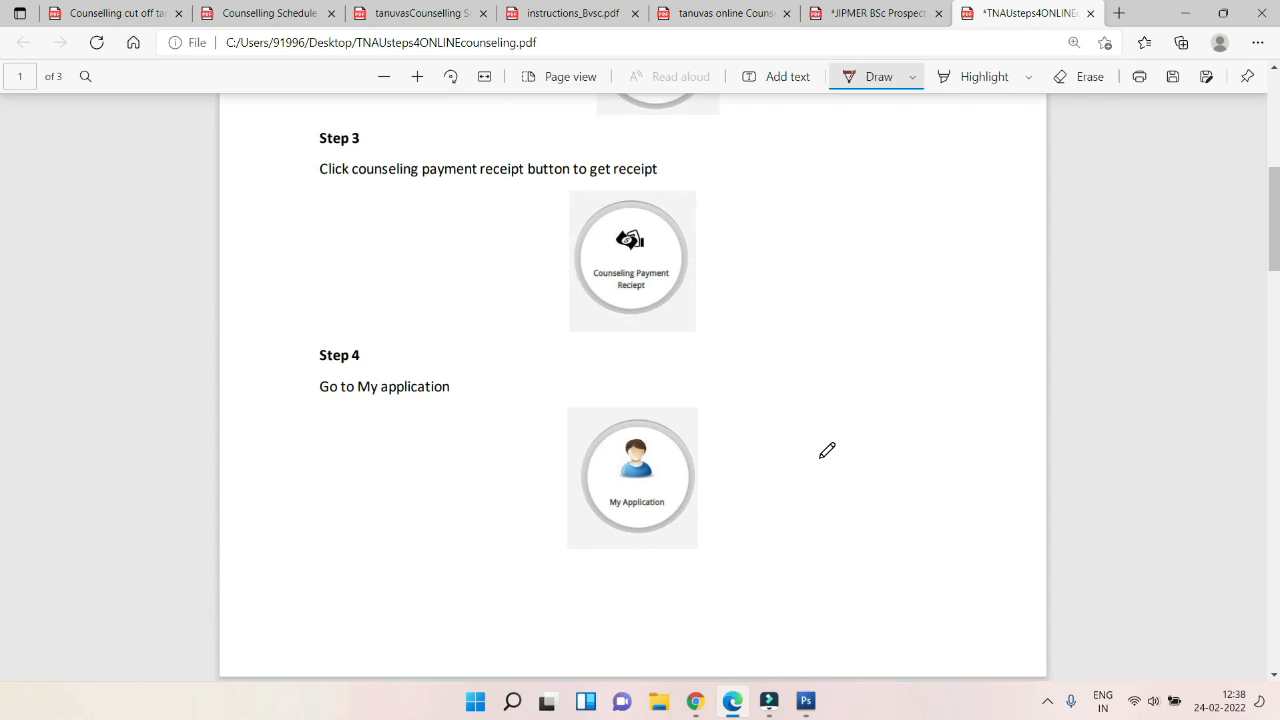 Counselling cut off tan
Counseling Schedule
tanuvasCounselling S
instructions_Bvsc.pdf
tanuvas online Couns
*JIPMER BSc Prospect
*TNAUsteps4ONLINE
File C:/Users/91996/Desktop/TNAUsteps4ONLINEcounseling.pdf
1 of 3 Page view Read aloud Add text Draw Highlight Erase
Step 3
Click counseling payment receipt button to get receipt
Counseling Payment
Reciept
Step 4
Go to My application
My Application
ENG
IN
12:38
24-02-2022